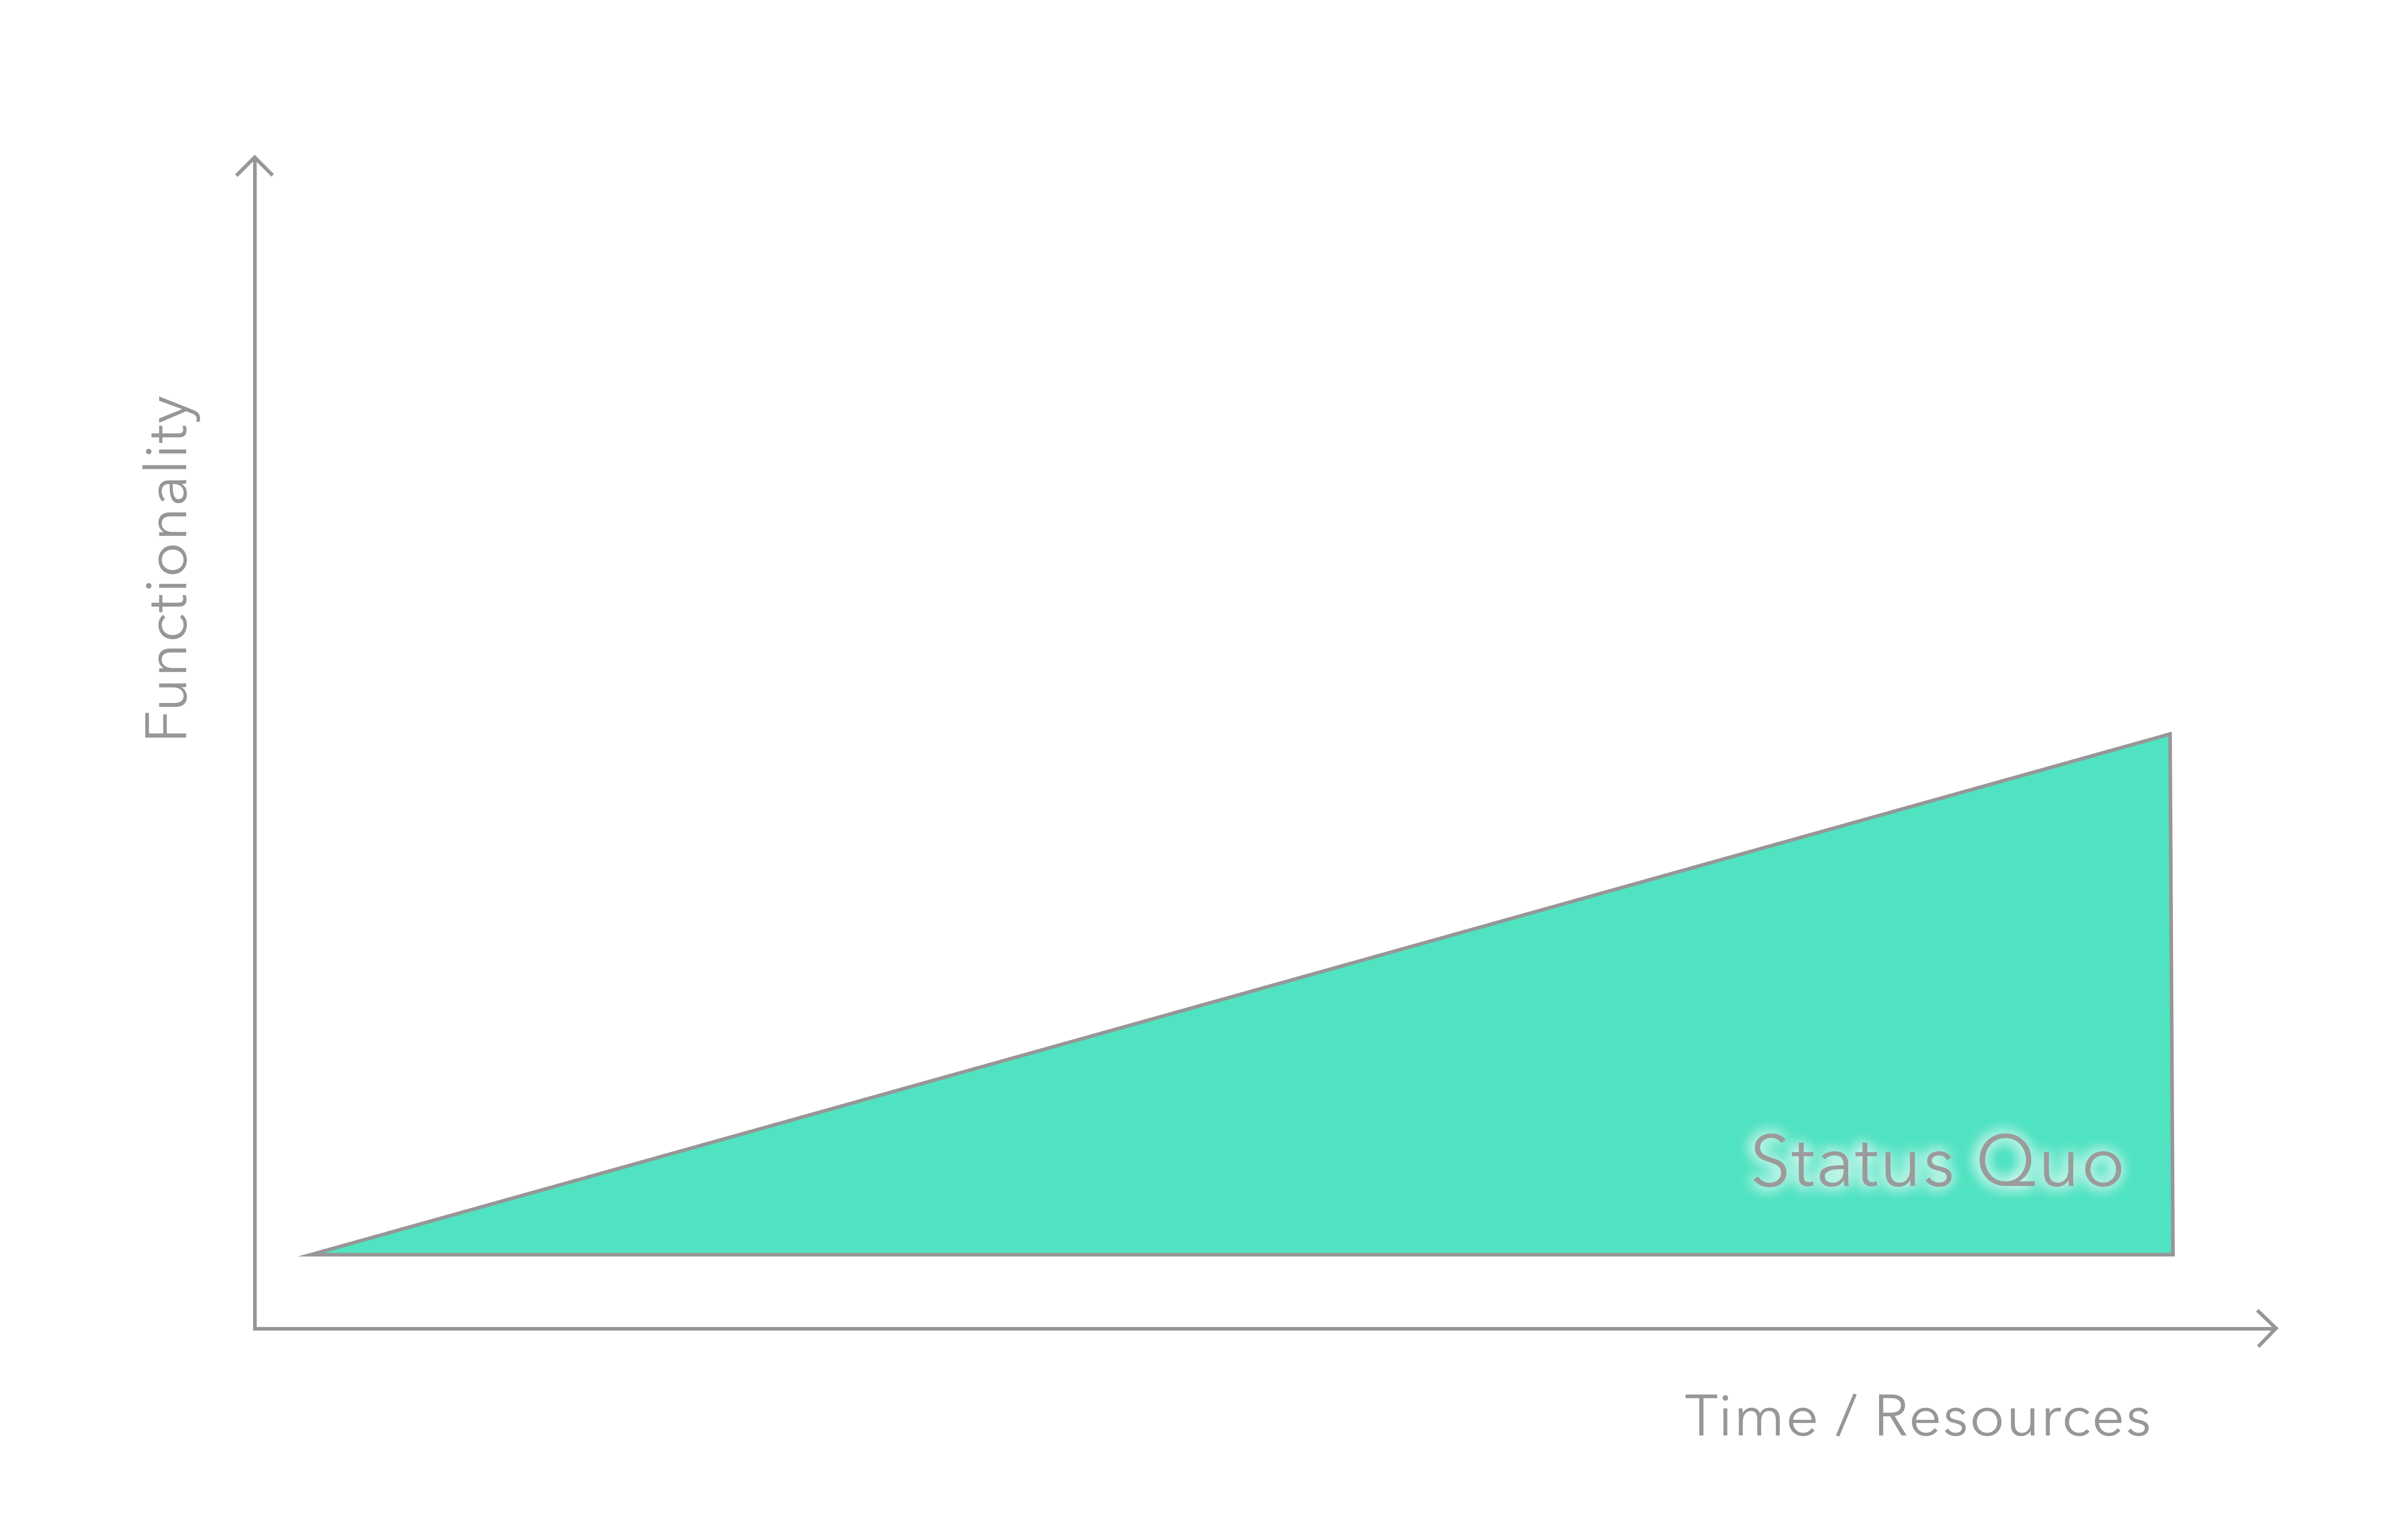 Functionality
Status Quo
Time / Resources